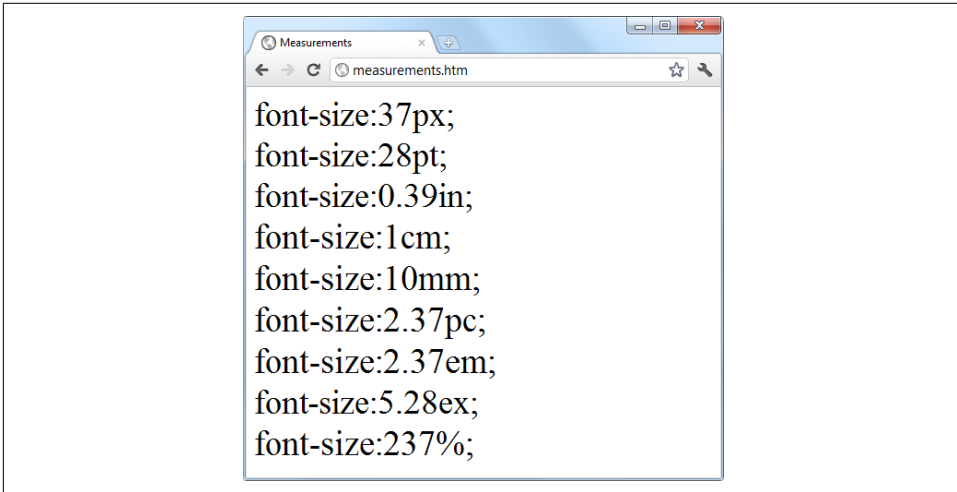 Measurements
measurements.htm
font-size:37px;
font-size:28pt;
font-size:0.39in;
font-size:1cm;
font-size:10mm;
font-size:2.37pc;
font-size:2.37em;
font-size:5.28ex;
font-size:237%;